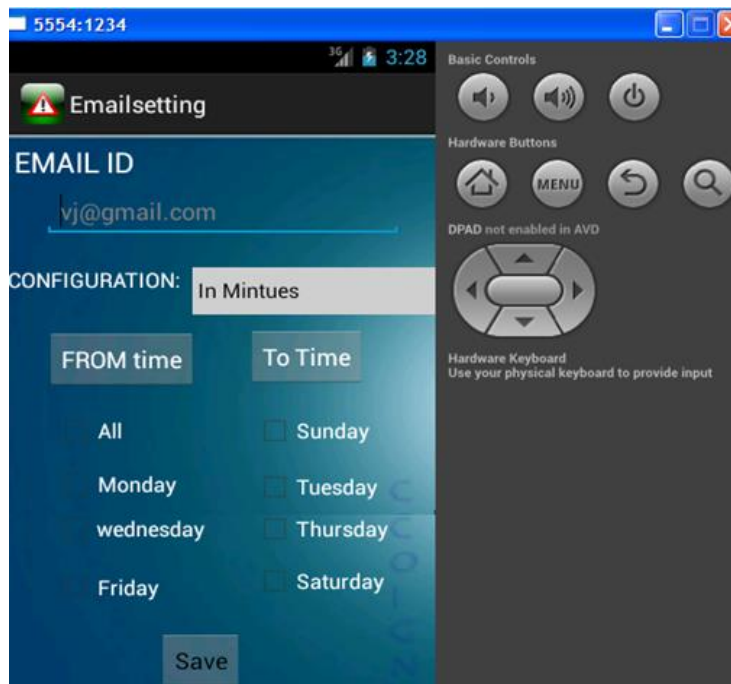 5554:1234
3G 3:28
Emailsetting
EMAIL ID
vj@gmail.com
CONFIGURATION: In Mintues
FROM time To Time
All Sunday
Monday Tuesday
wednesday Thursday
Friday Saturday
Save
Basic Controls
Hardware Buttons
MENU
DPAD not enabled in AVD
Hardware Keyboard
Use your physical keyboard to provide input